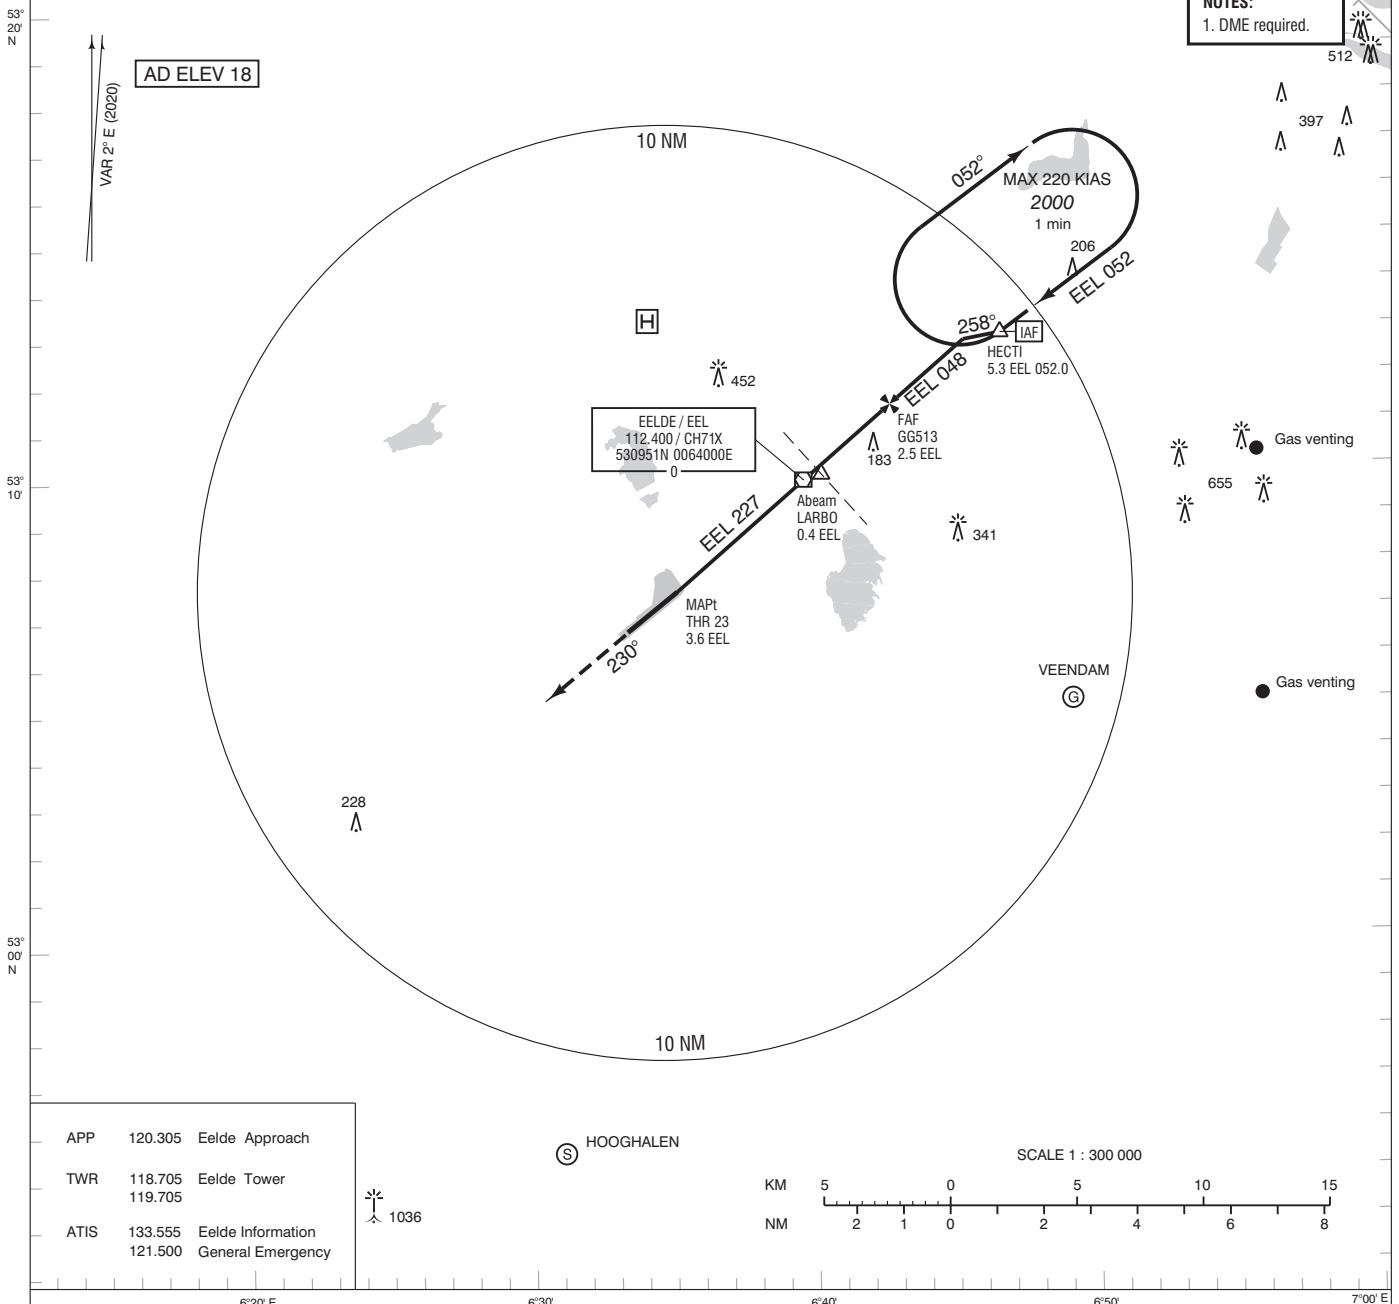 53°
20'
N
AD ELEV 18
VAR 2° E (2020)
NOTES:
1. DME required.
512
397
10 NM
052°
MAX 220 KIAS
2000
1 min
206
EEL 052
258°
IAF
HECTI
5.3 EEL 052.0
H
452
EEL 048
EELDE / EEL
112.400 / CH71X
530951N 0064000E
0
FAF
GG513
2.5 EEL
183
Gas venting
655
53°
10'
N
Abeam
LARBO
0.4 EEL
EEL 227
341
MAPt
THR 23
3.6 EEL
230°
VEENDAM
G
Gas venting
228
53°
00'
N
10 NM
APP 120.305 Eelde Approach
TWR 118.705 Eelde Tower
119.705
ATIS 133.555 Eelde Information
121.500 General Emergency
1036
S
HOOGHALEN
SCALE 1 : 300 000
KM 5 0 5 10 15
NM 2 1 0 2 4 6 8
6°20' E 6°30' 6°40' 6°50' 7°00' E